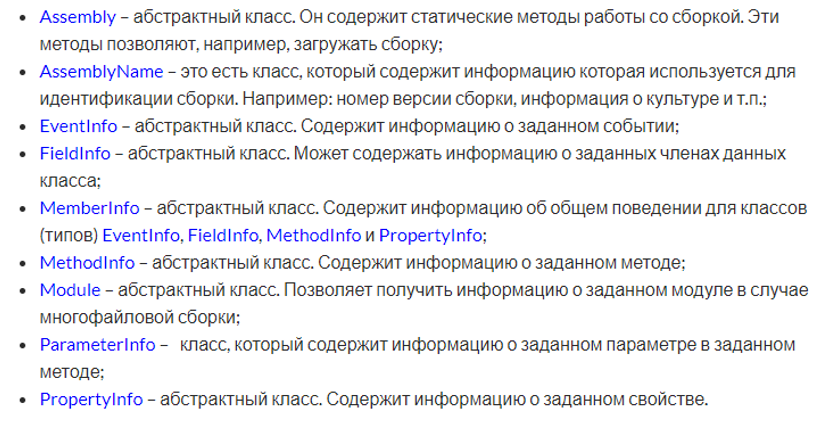 • Assembly – абстрактный класс. Он содержит статические методы работы со сборкой. Эти
методы позволяют, например, загружать сборку;
• AssemblyName – это есть класс, который содержит информацию которая используется для
идентификации сборки. Например: номер версии сборки, информация о культуре и т.п.;
• EventInfo – абстрактный класс. Содержит информацию о заданном событии;
• FieldInfo – абстрактный класс. Может содержать информацию о заданных членах данных
класса;
• MemberInfo – абстрактный класс. Содержит информацию об общем поведении для классов
(типов) EventInfo, FieldInfo, MethodInfo и PropertyInfo;
• MethodInfo – абстрактный класс. Содержит информацию о заданном методе;
• Module – абстрактный класс. Позволяет получить информацию о заданном модуле в случае
многофайловой сборки;
• ParameterInfo – класс, который содержит информацию о заданном параметре в заданном
методе;
• PropertyInfo – абстрактный класс. Содержит информацию о заданном свойстве.